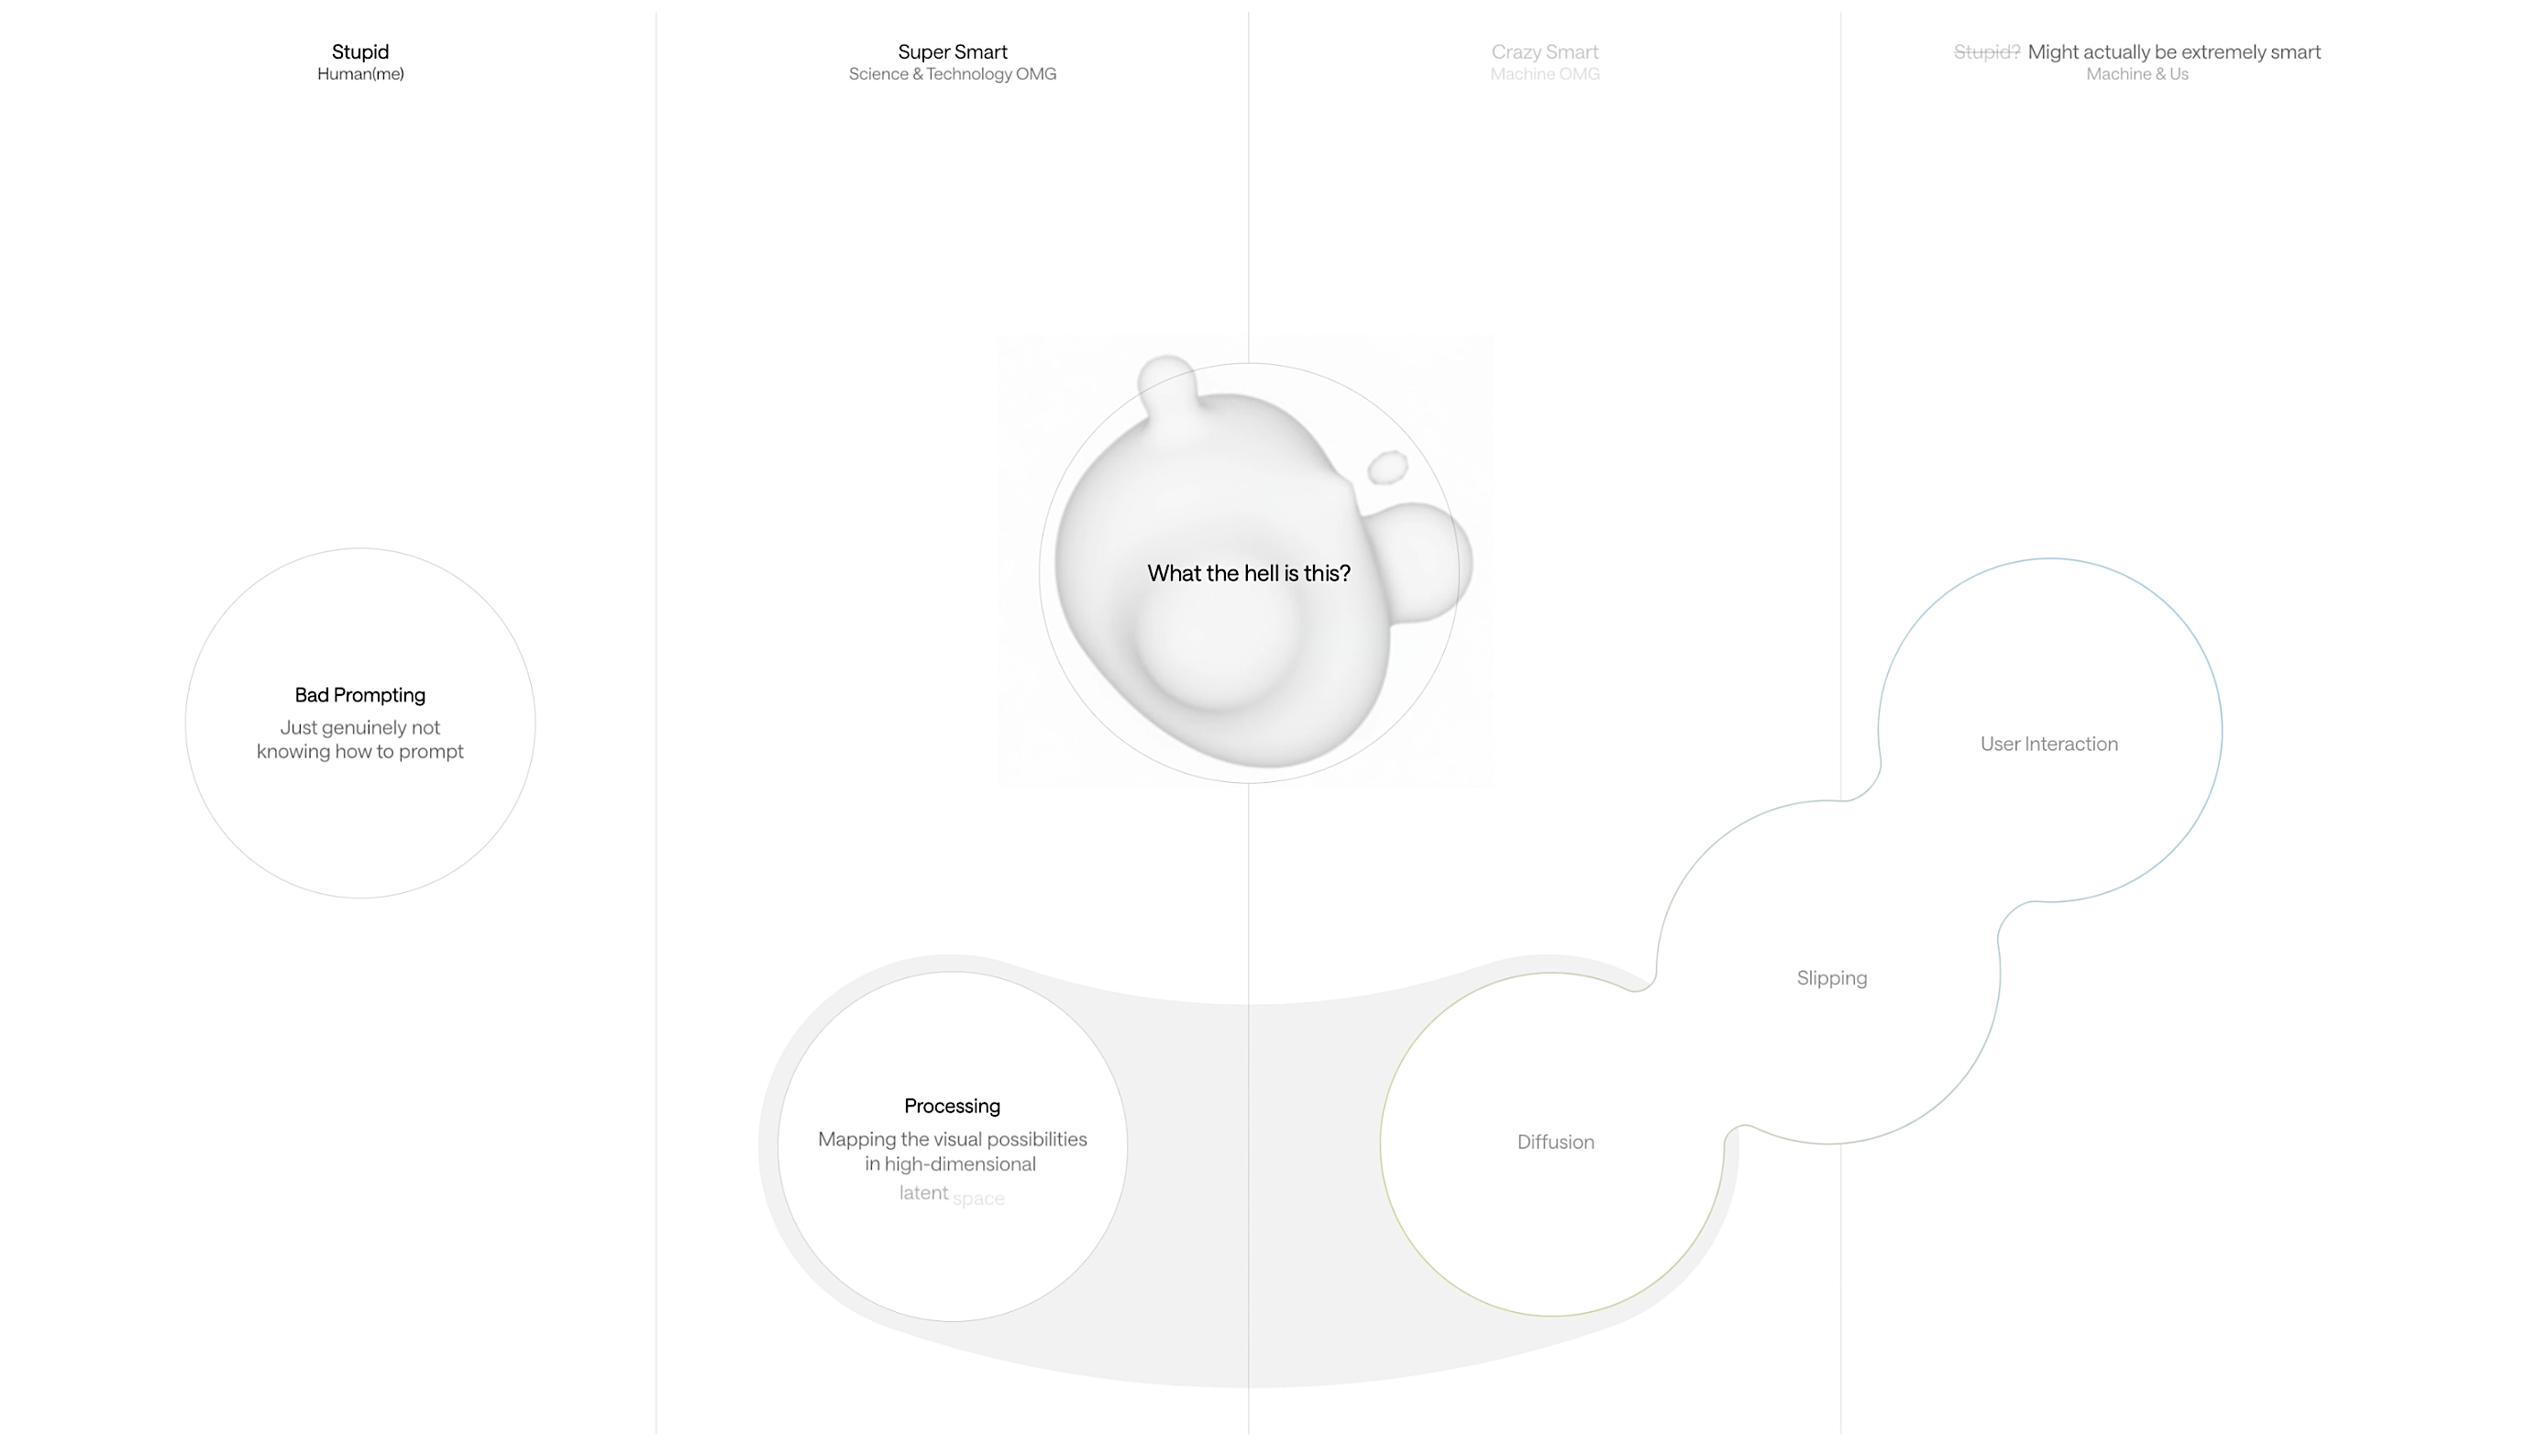 Stupid
Human(me)
Super Smart
Science & Technology OMG
Crazy Smart
Machine OMG
Stupid? Might actually be extremely smart
Machine & Us
What the hell is this?
Bad Prompting
Just genuinely not
knowing how to prompt
User Interaction
Slipping
Processing
Mapping the visual possibilities
in high-dimensional
latent space
Diffusion